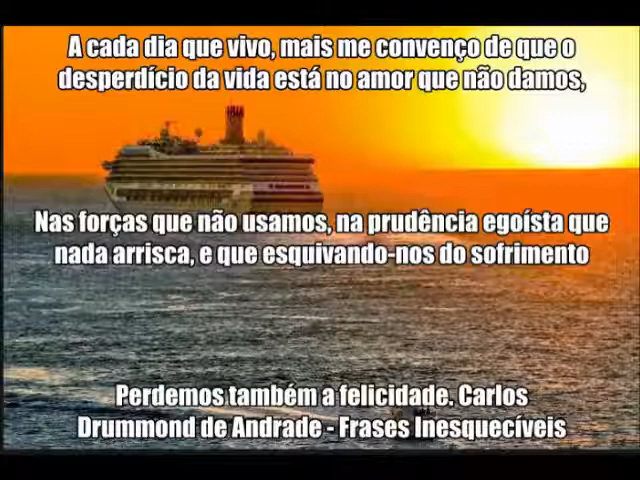 A cada dia que vivo, mais me convenço de que o
desperdício da vida está no amor que não damos,
Nas forças que não usamos, na prudência egoísta que
nada arrisca, e que esquivando-nos do sofrimento
Perdemos também a felicidade. Carlos
Drummond de Andrade - Frases Inesquecíveis